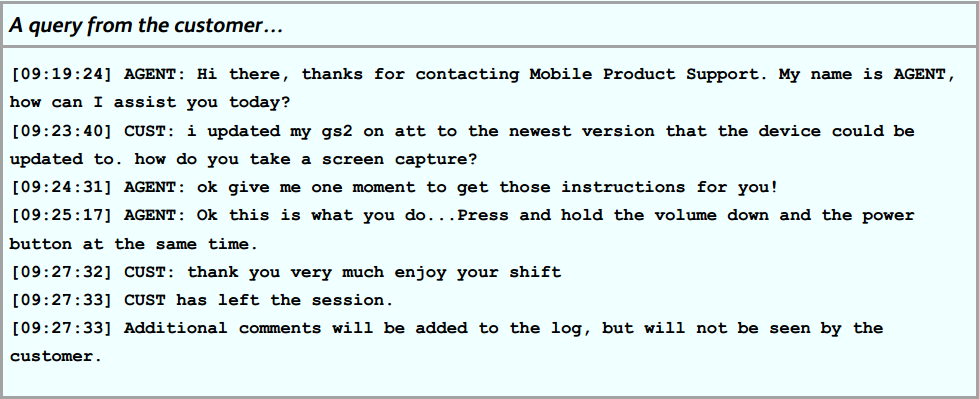 A query from the customer…
[09:19:24] AGENT: Hi there, thanks for contacting Mobile Product Support. My name is AGENT,
how can I assist you today?
[09:23:40] CUST: i updated my gs2 on att to the newest version that the device could be
updated to. how do you take a screen capture?
[09:24:31] AGENT: ok give me one moment to get those instructions for you!
[09:25:17] AGENT: Ok this is what you do...Press and hold the volume down and the power
button at the same time.
[09:27:32] CUST: thank you very much enjoy your shift
[09:27:33] CUST has left the session.
[09:27:33] Additional comments will be added to the log, but will not be seen by the
customer.